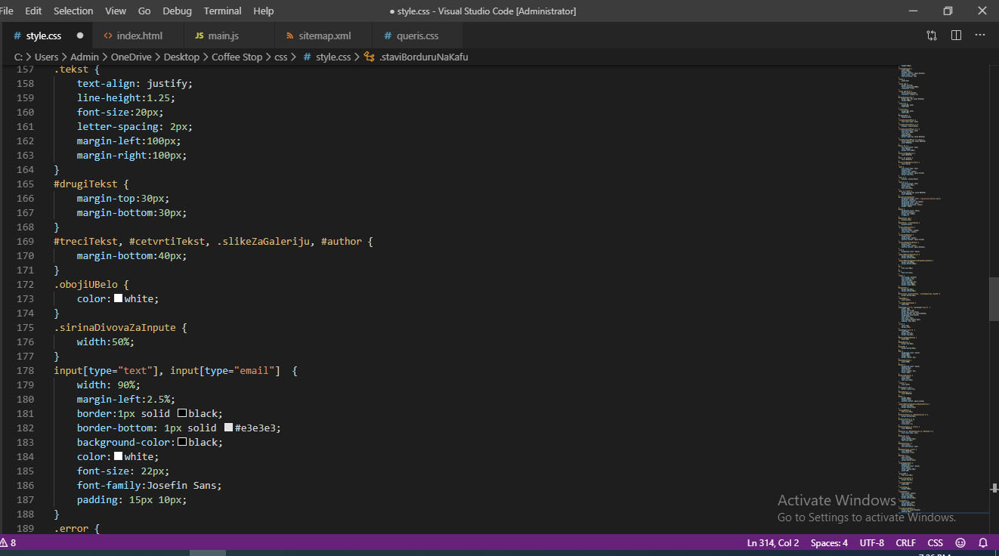 File Edit Selection View Go Debug Terminal Help ● style.css - Visual Studio Code [Administrator]
# style.css ● <> index.html JS main.js sitemap.xml # queris.css ...
C: > Users > Admin > OneDrive > Desktop > Coffee Stop > css > # style.css > .staviBorduruNaKafu
157 .tekst {
158 text-align: justify;
159 line-height:1.25;
160 font-size:20px;
161 letter-spacing: 2px;
162 margin-left:100px;
163 margin-right:100px;
164 }
165 #drugiTekst {
166 margin-top:30px;
167 margin-bottom:30px;
168 }
169 #treciTekst, #cetvrtiTekst, .slikeZaGaleriju, #author {
170 margin-bottom:40px;
171 }
172 .obojiUBelo {
173 color:white;
174 }
175 .sirinaDivovaZaInpute {
176 width:50%;
177 }
178 input[type="text"], input[type="email"]  {
179 width: 90%;
180 margin-left:2.5%;
181 border:1px solid black;
182 border-bottom: 1px solid #e3e3e3;
183 background-color:black;
184 color:white;
185 font-size: 22px;
186 font-family:Josefin Sans;
187 padding: 15px 10px;
188 }
189 .error {
Activate Windows
Go to Settings to activate Windows.
8 Ln 314, Col 2 Spaces: 4 UTF-8 CRLF CSS